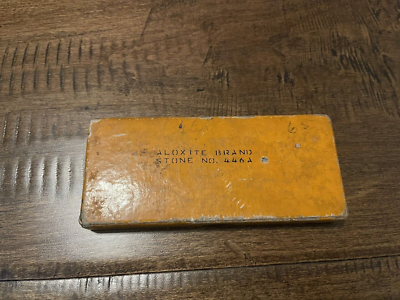 ALOXITE BRAND
STONE NO. 446A